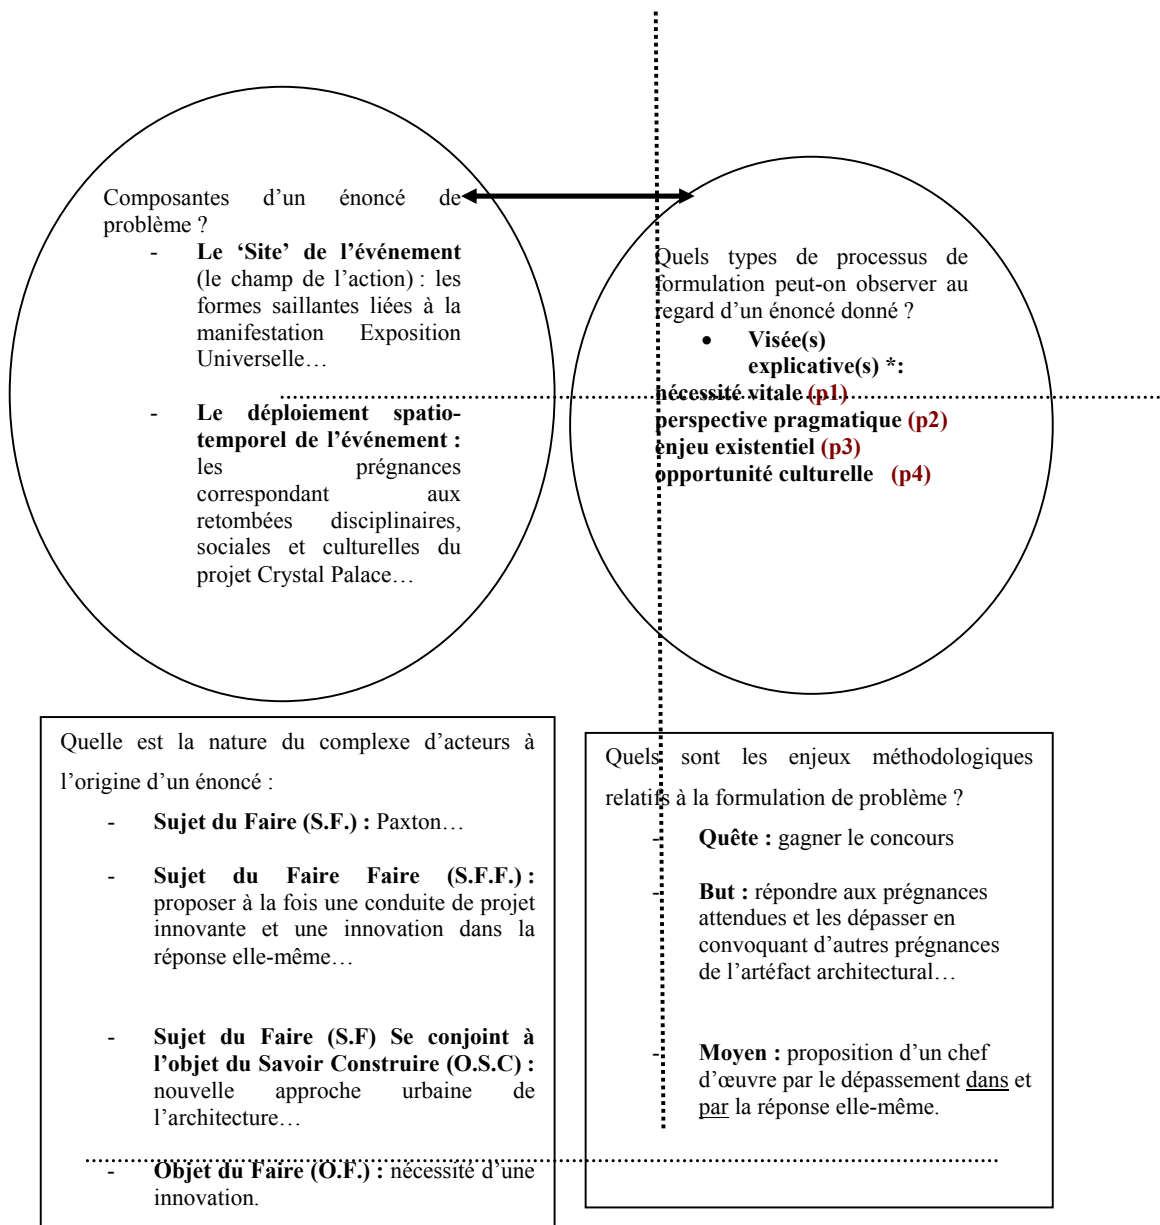 Composantes d’un énoncé de
problème ?
- Le ‘Site’ de l’événement
(le champ de l’action) : les
formes saillantes liées à la
manifestation Exposition
Universelle…
- Le déploiement spatio-
temporel de l’événement :
les prégnances
correspondant aux
retombées disciplinaires,
sociales et culturelles du
projet Crystal Palace…
Quels types de processus de
formulation peut-on observer au
regard d’un énoncé donné ?
• Visée(s)
explicative(s) *:
nécessité vitale (p1)
perspective pragmatique (p2)
enjeu existentiel (p3)
opportunité culturelle (p4)
Quelle est la nature du complexe d’acteurs à
l’origine d’un énoncé :
- Sujet du Faire (S.F.) : Paxton…
- Sujet du Faire Faire (S.F.F.) :
proposer à la fois une conduite de projet
innovante et une innovation dans la
réponse elle-même…
- Sujet du Faire (S.F) Se conjoint à
l’objet du Savoir Construire (O.S.C) :
nouvelle approche urbaine de
l’architecture…
- Objet du Faire (O.F.) : nécessité d’une
innovation.
Quels sont les enjeux méthodologiques
relatifs à la formulation de problème ?
- Quête : gagner le concours
- But : répondre aux prégnances
attendues et les dépasser en
convoquant d’autres prégnances
de l’artéfact architectural…
- Moyen : proposition d’un chef
d’œuvre par le dépassement dans et
par la réponse elle-même.